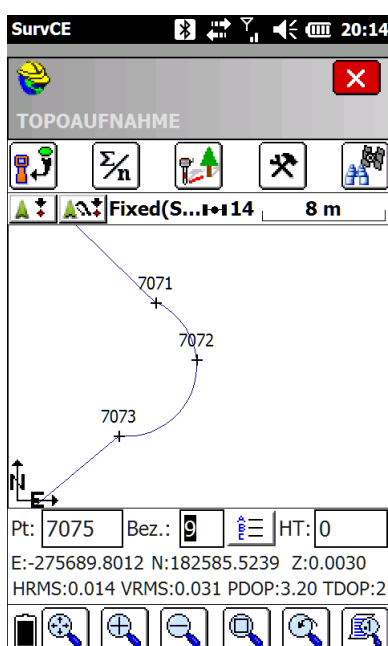 SurvCE 20:14
TOPOAUFNAHME
Σ/n
Fixed(S... 14 8 m
7071
7072
7073
N
E
Pt: 7075 Bez.: 9 HT: 0
E:-275689.8012 N:182585.5239 Z:0.0030
HRMS:0.014 VRMS:0.031 PDOP:3.20 TDOP:2